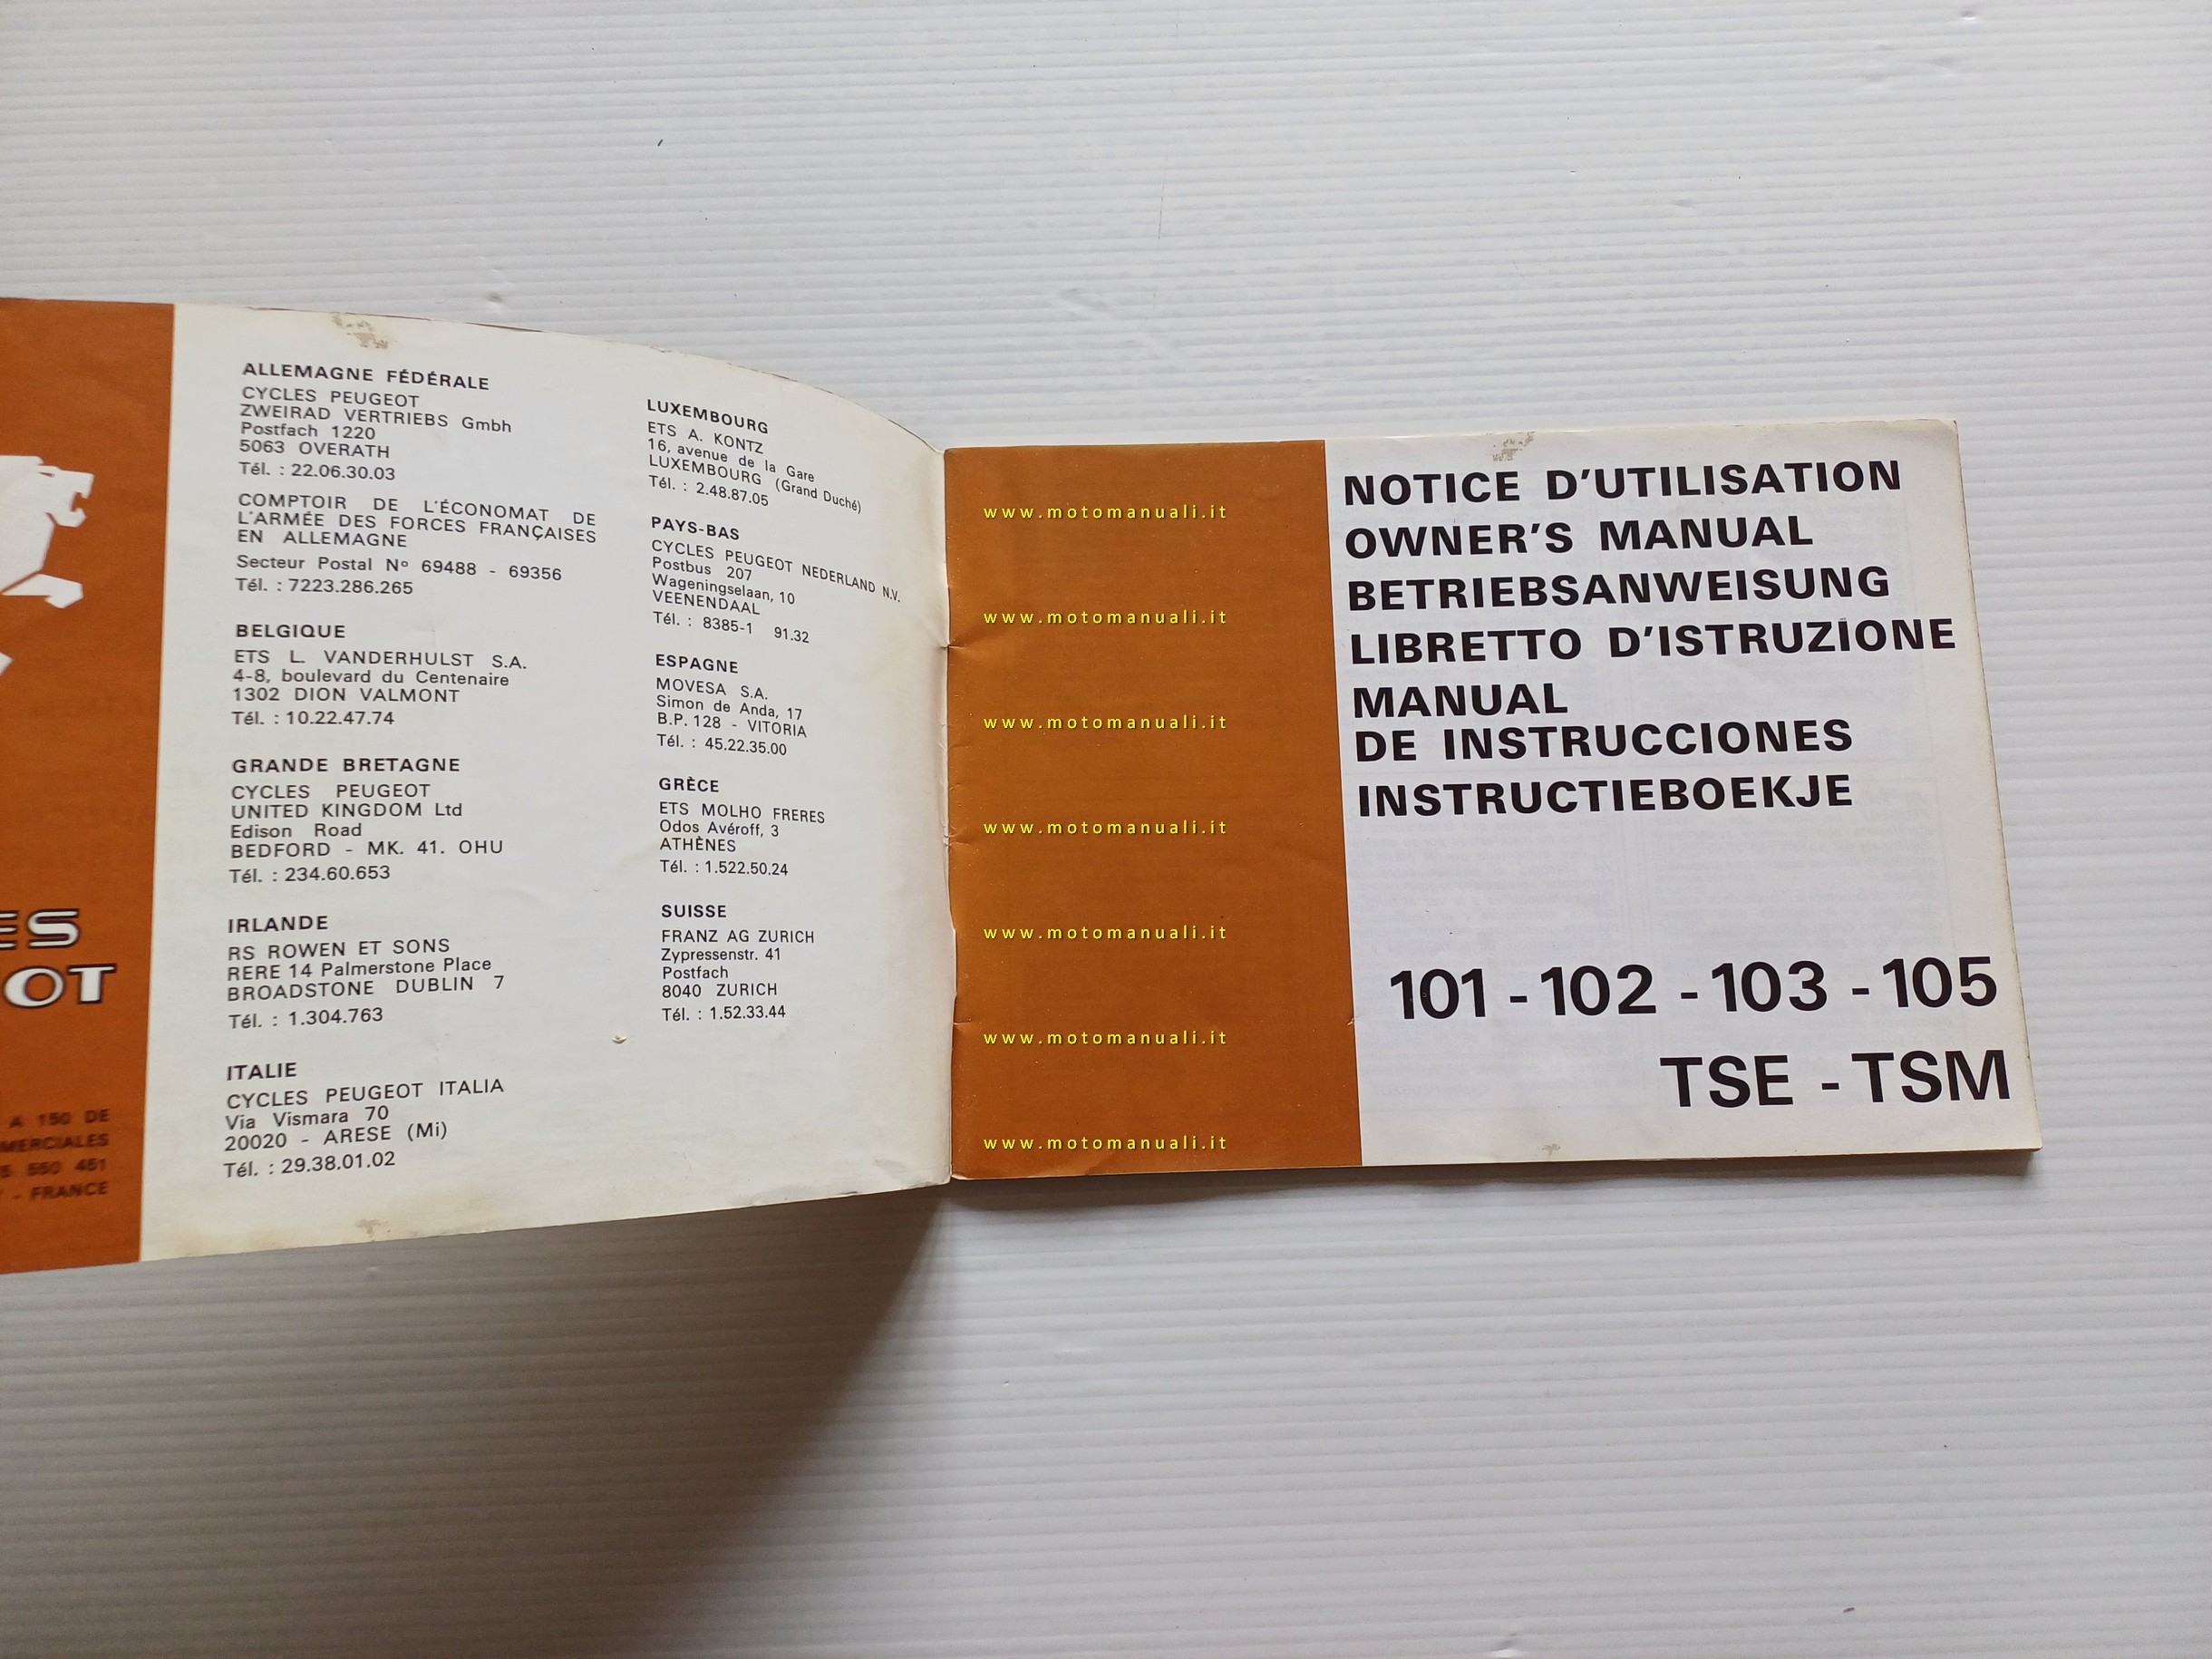 ES
OT
A 150 DE
MERCIALES
S 550 451
- FRANCE
ALLEMAGNE FÉDÉRALE
CYCLES PEUGEOT
ZWEIRAD VERTRIEBS Gmbh
Postfach 1220
5063 OVERATH
Tél. : 22.06.30.03
COMPTOIR DE L'ÉCONOMAT DE
L'ARMÉE DES FORCES FRANÇAISES
EN ALLEMAGNE
Secteur Postal Nº 69488 - 69356
Tél. : 7223.286.265
BELGIQUE
ETS L. VANDERHULST S.A.
4-8, boulevard du Centenaire
1302 DION VALMONT
Tél. : 10.22.47.74
GRANDE BRETAGNE
CYCLES PEUGEOT
UNITED KINGDOM Ltd
Edison Road
BEDFORD - MK. 41. OHU
Tél. : 234.60.653
IRLANDE
RS ROWEN ET SONS
RERE 14 Palmerstone Place
BROADSTONE DUBLIN 7
Tél. : 1.304.763
ITALIE
CYCLES PEUGEOT ITALIA
Via Vismara 70
20020 - ARESE (Mi)
Tél. : 29.38.01.02
LUXEMBOURG
ETS A. KONTZ
16, avenue de la Gare
LUXEMBOURG (Grand Duché)
Tél. : 2.48.87.05
PAYS-BAS
CYCLES PEUGEOT NEDERLAND N.V.
Postbus 207
Wageningselaan, 10
VEENENDAAL
Tél. : 8385-1 91.32
ESPAGNE
MOVESA S.A.
Simon de Anda, 17
B.P. 128 - VITORIA
Tél. : 45.22.35.00
GRÈCE
ETS MOLHO FRERES
Odos Avéroff, 3
ATHÈNES
Tél. : 1.522.50.24
SUISSE
FRANZ AG ZURICH
Zypressenstr. 41
Postfach
8040 ZURICH
Tél. : 1.52.33.44
www.motomanuali.it
www.motomanuali.it
www.motomanuali.it
www.motomanuali.it
www.motomanuali.it
www.motomanuali.it
www.motomanuali.it
NOTICE D'UTILISATION
OWNER'S MANUAL
BETRIEBSANWEISUNG
LIBRETTO D'ISTRUZIONE
MANUAL
DE INSTRUCCIONES
INSTRUCTIEBOEKJE
101 - 102 - 103 - 105
TSE - TSM